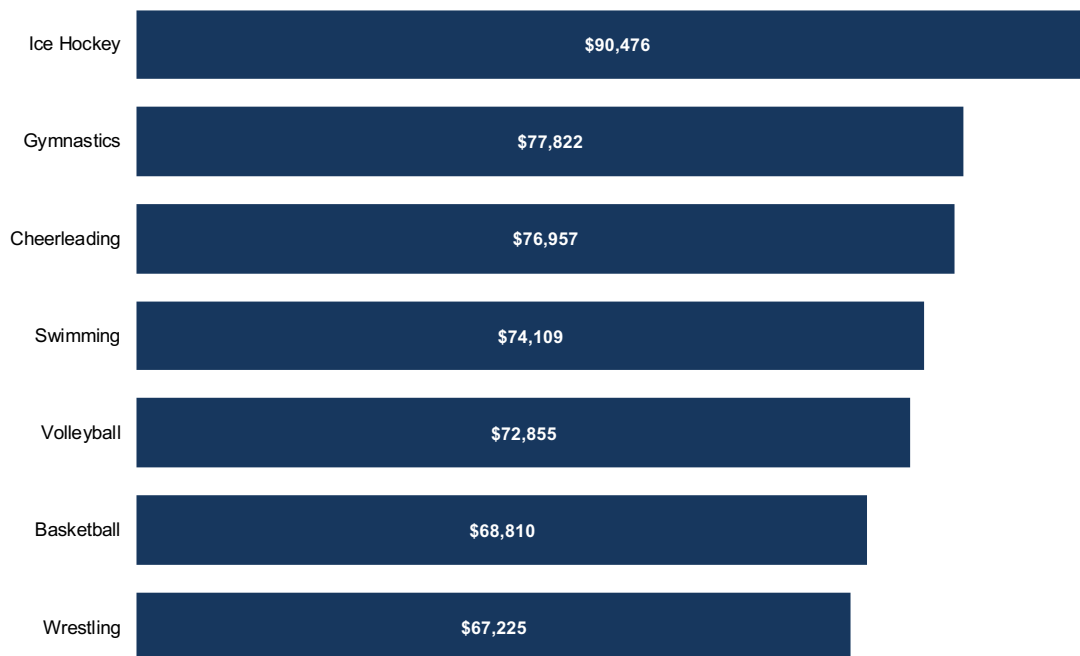 Ice Hockey $90,476
Gymnastics $77,822
Cheerleading $76,957
Swimming $74,109
Volleyball $72,855
Basketball $68,810
Wrestling $67,225